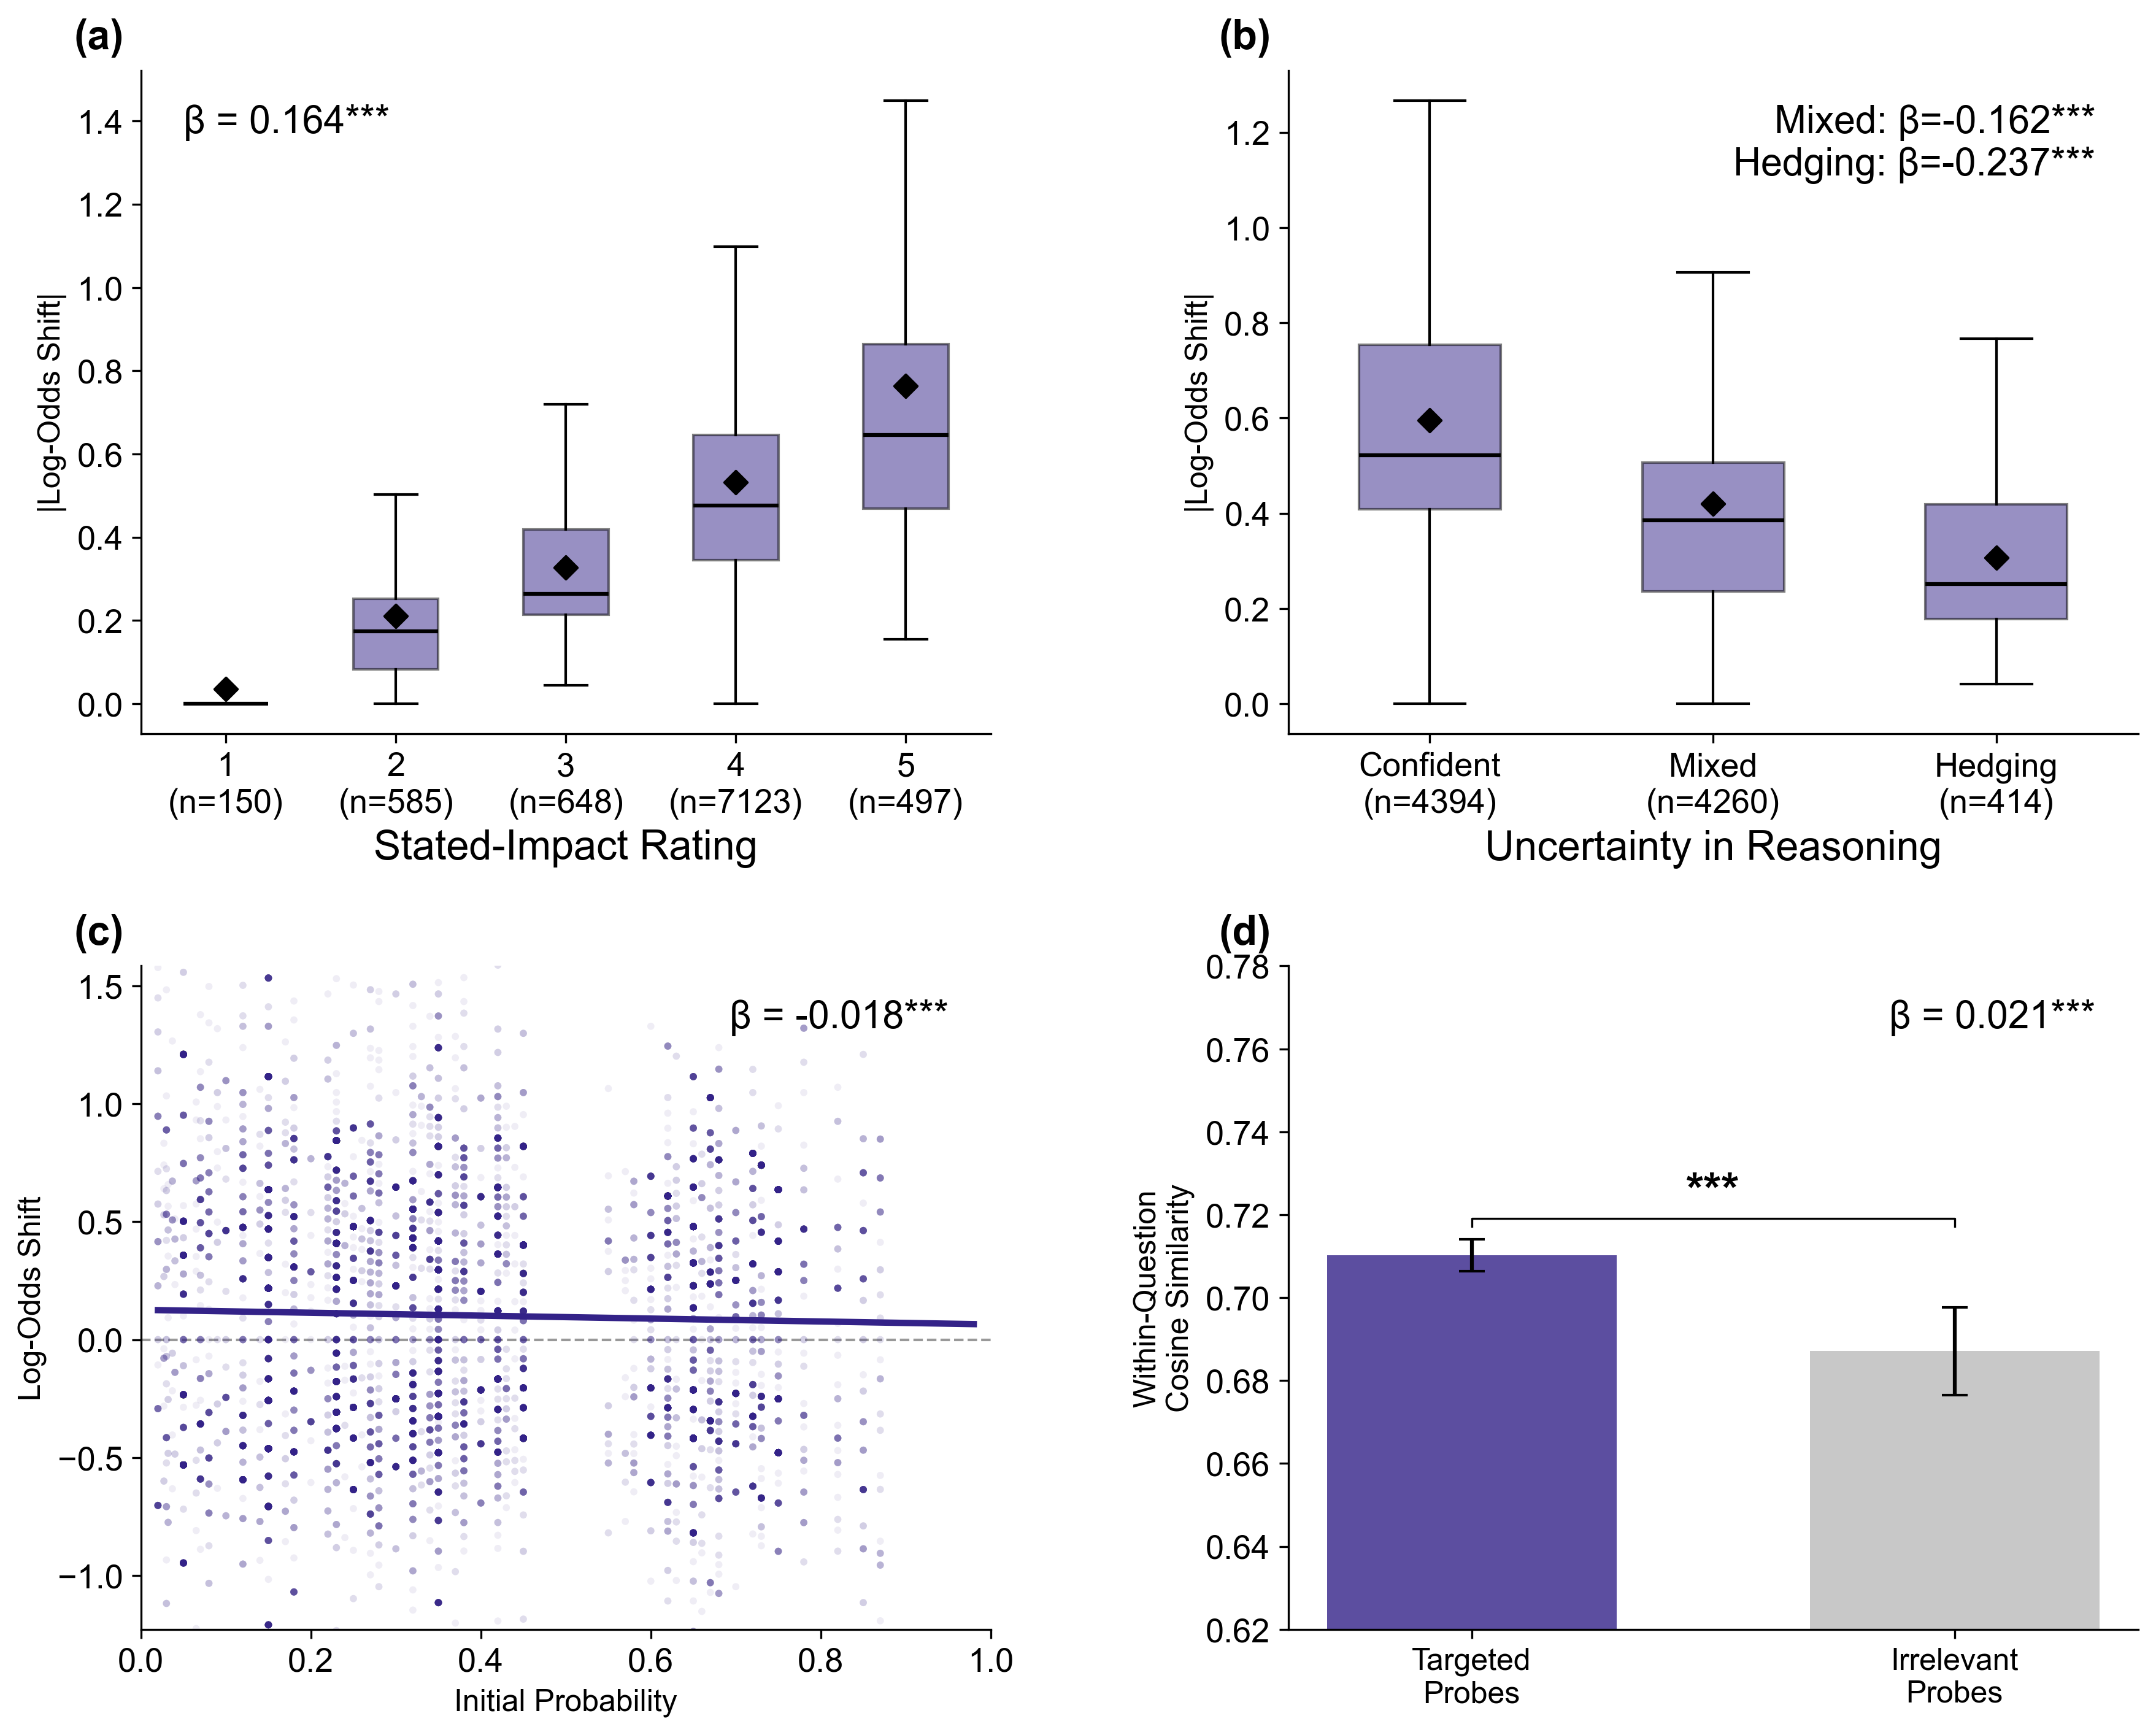 (a)
β = 0.164***
|Log-Odds Shift|
1.4
1.2
1.0
0.8
0.6
0.4
0.2
0.0
1 2 3 4 5
(n=150) (n=585) (n=648) (n=7123) (n=497)
Stated-Impact Rating
(b)
Mixed: β=-0.162***
Hedging: β=-0.237***
|Log-Odds Shift|
1.2
1.0
0.8
0.6
0.4
0.2
0.0
Confident Mixed Hedging
(n=4394) (n=4260) (n=414)
Uncertainty in Reasoning
(c)
β = -0.018***
Log-Odds Shift
1.5
1.0
0.5
0.0
−0.5
−1.0
0.0 0.2 0.4 0.6 0.8 1.0
Initial Probability
(d)
β = 0.021***
***
Within-Question
Cosine Similarity
0.78
0.76
0.74
0.72
0.70
0.68
0.66
0.64
0.62
Targeted Irrelevant
Probes Probes